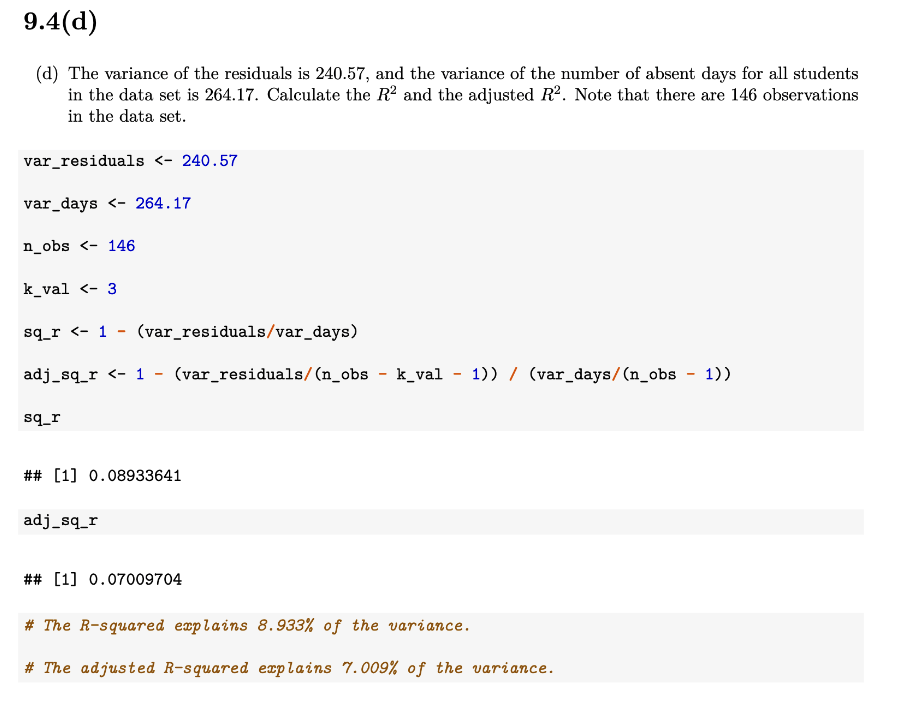 9.4(d)
(d) The variance of the residuals is 240.57, and the variance of the number of absent days for all students
in the data set is 264.17. Calculate the R² and the adjusted R². Note that there are 146 observations
in the data set.
var_residuals <- 240.57
var_days <- 264.17
n_obs <- 146
k_val <- 3
sq_r <- 1 - (var_residuals/var_days)
adj_sq_r <- 1 - (var_residuals/(n_obs - k_val - 1)) / (var_days/(n_obs - 1))
sq_r
## [1] 0.08933641
adj_sq_r
## [1] 0.07009704
# The R-squared explains 8.933% of the variance.
# The adjusted R-squared explains 7.009% of the variance.